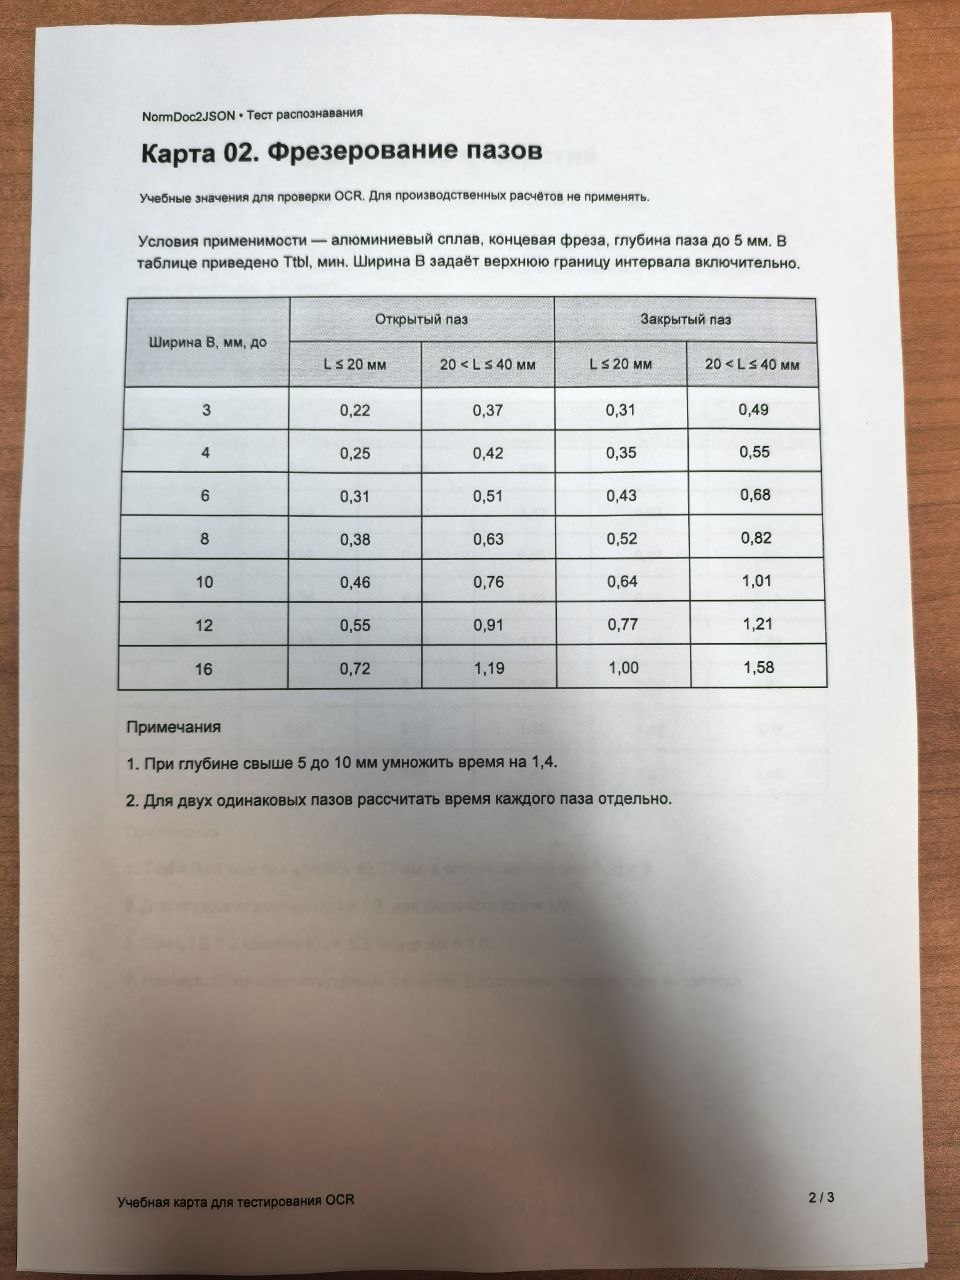 NormDoc2JSON • Тест распознавания
Карта 02. Фрезерование пазов
Учебные значения для проверки OCR. Для производственных расчётов не применять.
Условия применимости — алюминиевый сплав, концевая фреза, глубина паза до 5 мм. В
таблице приведено Ttbl, мин. Ширина B задаёт верхнюю границу интервала включительно.
Ширина B, мм, до Открытый паз Закрытый паз
L ≤ 20 мм 20 < L ≤ 40 мм L ≤ 20 мм 20 < L ≤ 40 мм
3 0,22 0,37 0,31 0,49
4 0,25 0,42 0,35 0,55
6 0,31 0,51 0,43 0,68
8 0,38 0,63 0,52 0,82
10 0,46 0,76 0,64 1,01
12 0,55 0,91 0,77 1,21
16 0,72 1,19 1,00 1,58
Примечания
1. При глубине свыше 5 до 10 мм умножить время на 1,4.
2. Для двух одинаковых пазов рассчитать время каждого паза отдельно.
Учебная карта для тестирования OCR
2 / 3